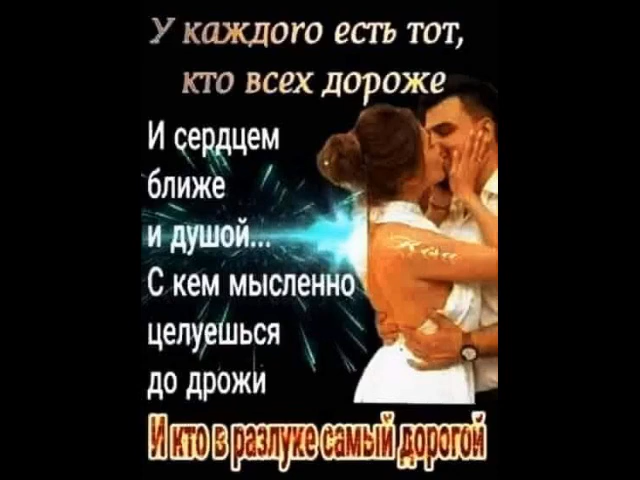 У каждого есть тот,
кто всех дороже
И сердцем
ближе
и душой...
С кем мысленно
целуешься
до дрожи
И кто в разлуке самый дорогой